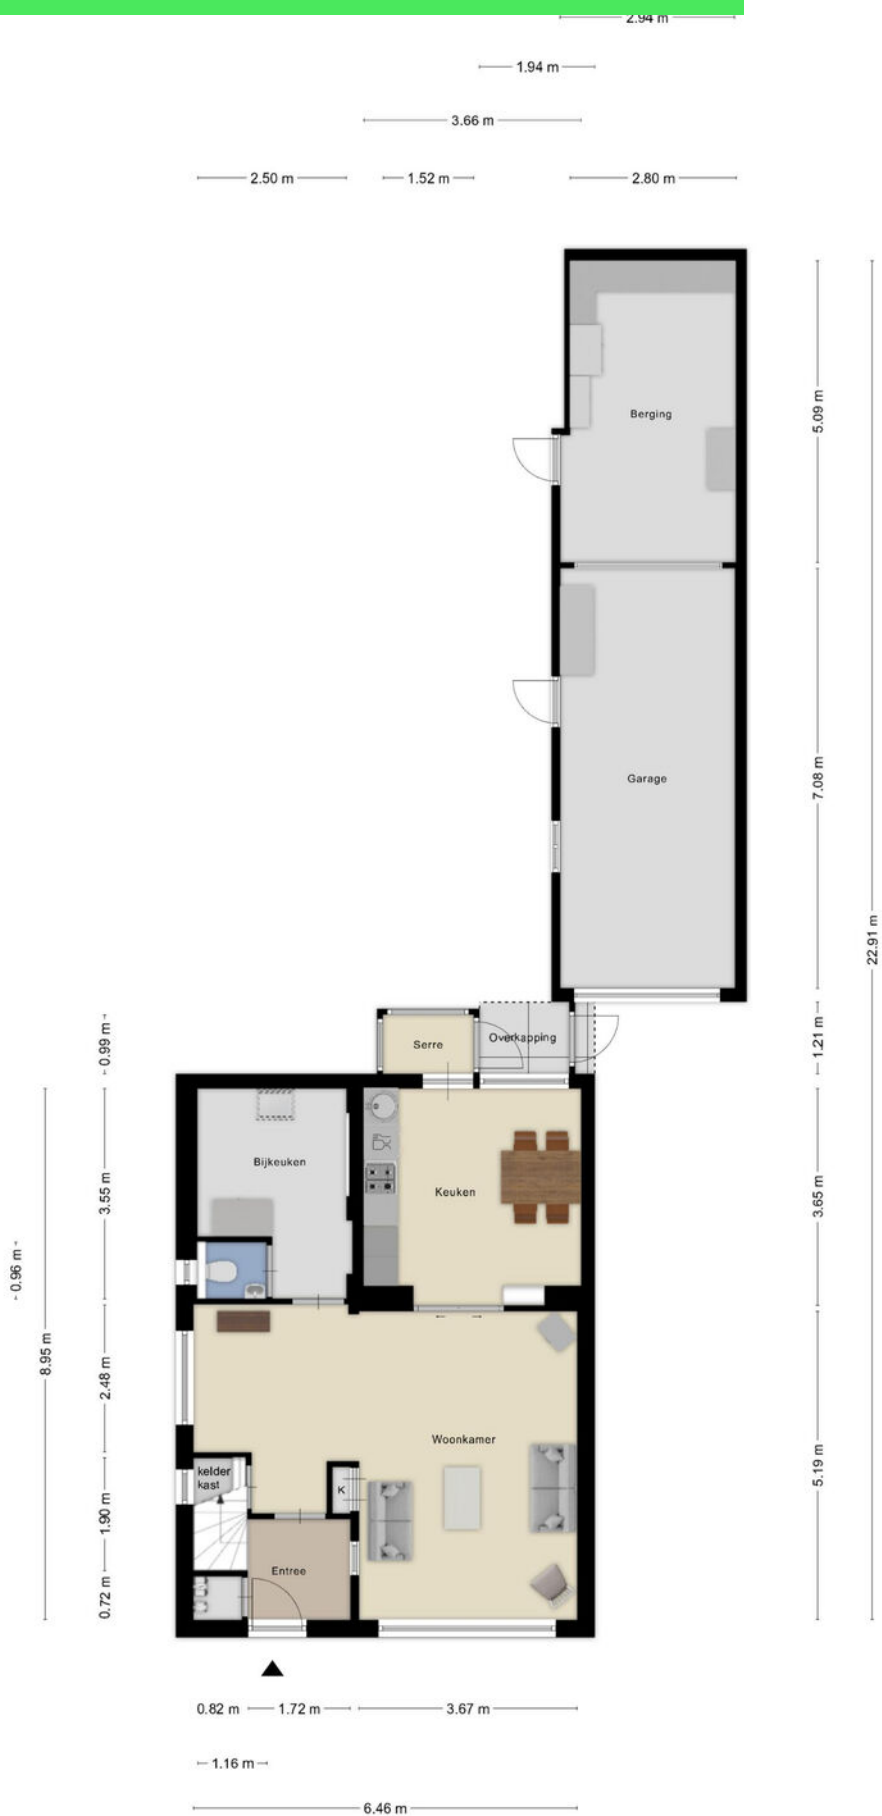 2.94 m
1.94 m
3.66 m
2.50 m
1.52 m
2.80 m
5.09 m
Berging
7.08 m
Garage
22.91 m
0.99 m
1.21 m
Serre
Overkapping
Bijkeuken
Keuken
3.55 m
3.65 m
0.96 m
8.95 m
2.48 m
Woonkamer
5.19 m
kelder
kast
K
1.90 m
Entree
0.72 m
0.82 m
1.72 m
3.67 m
1.16 m
6.46 m